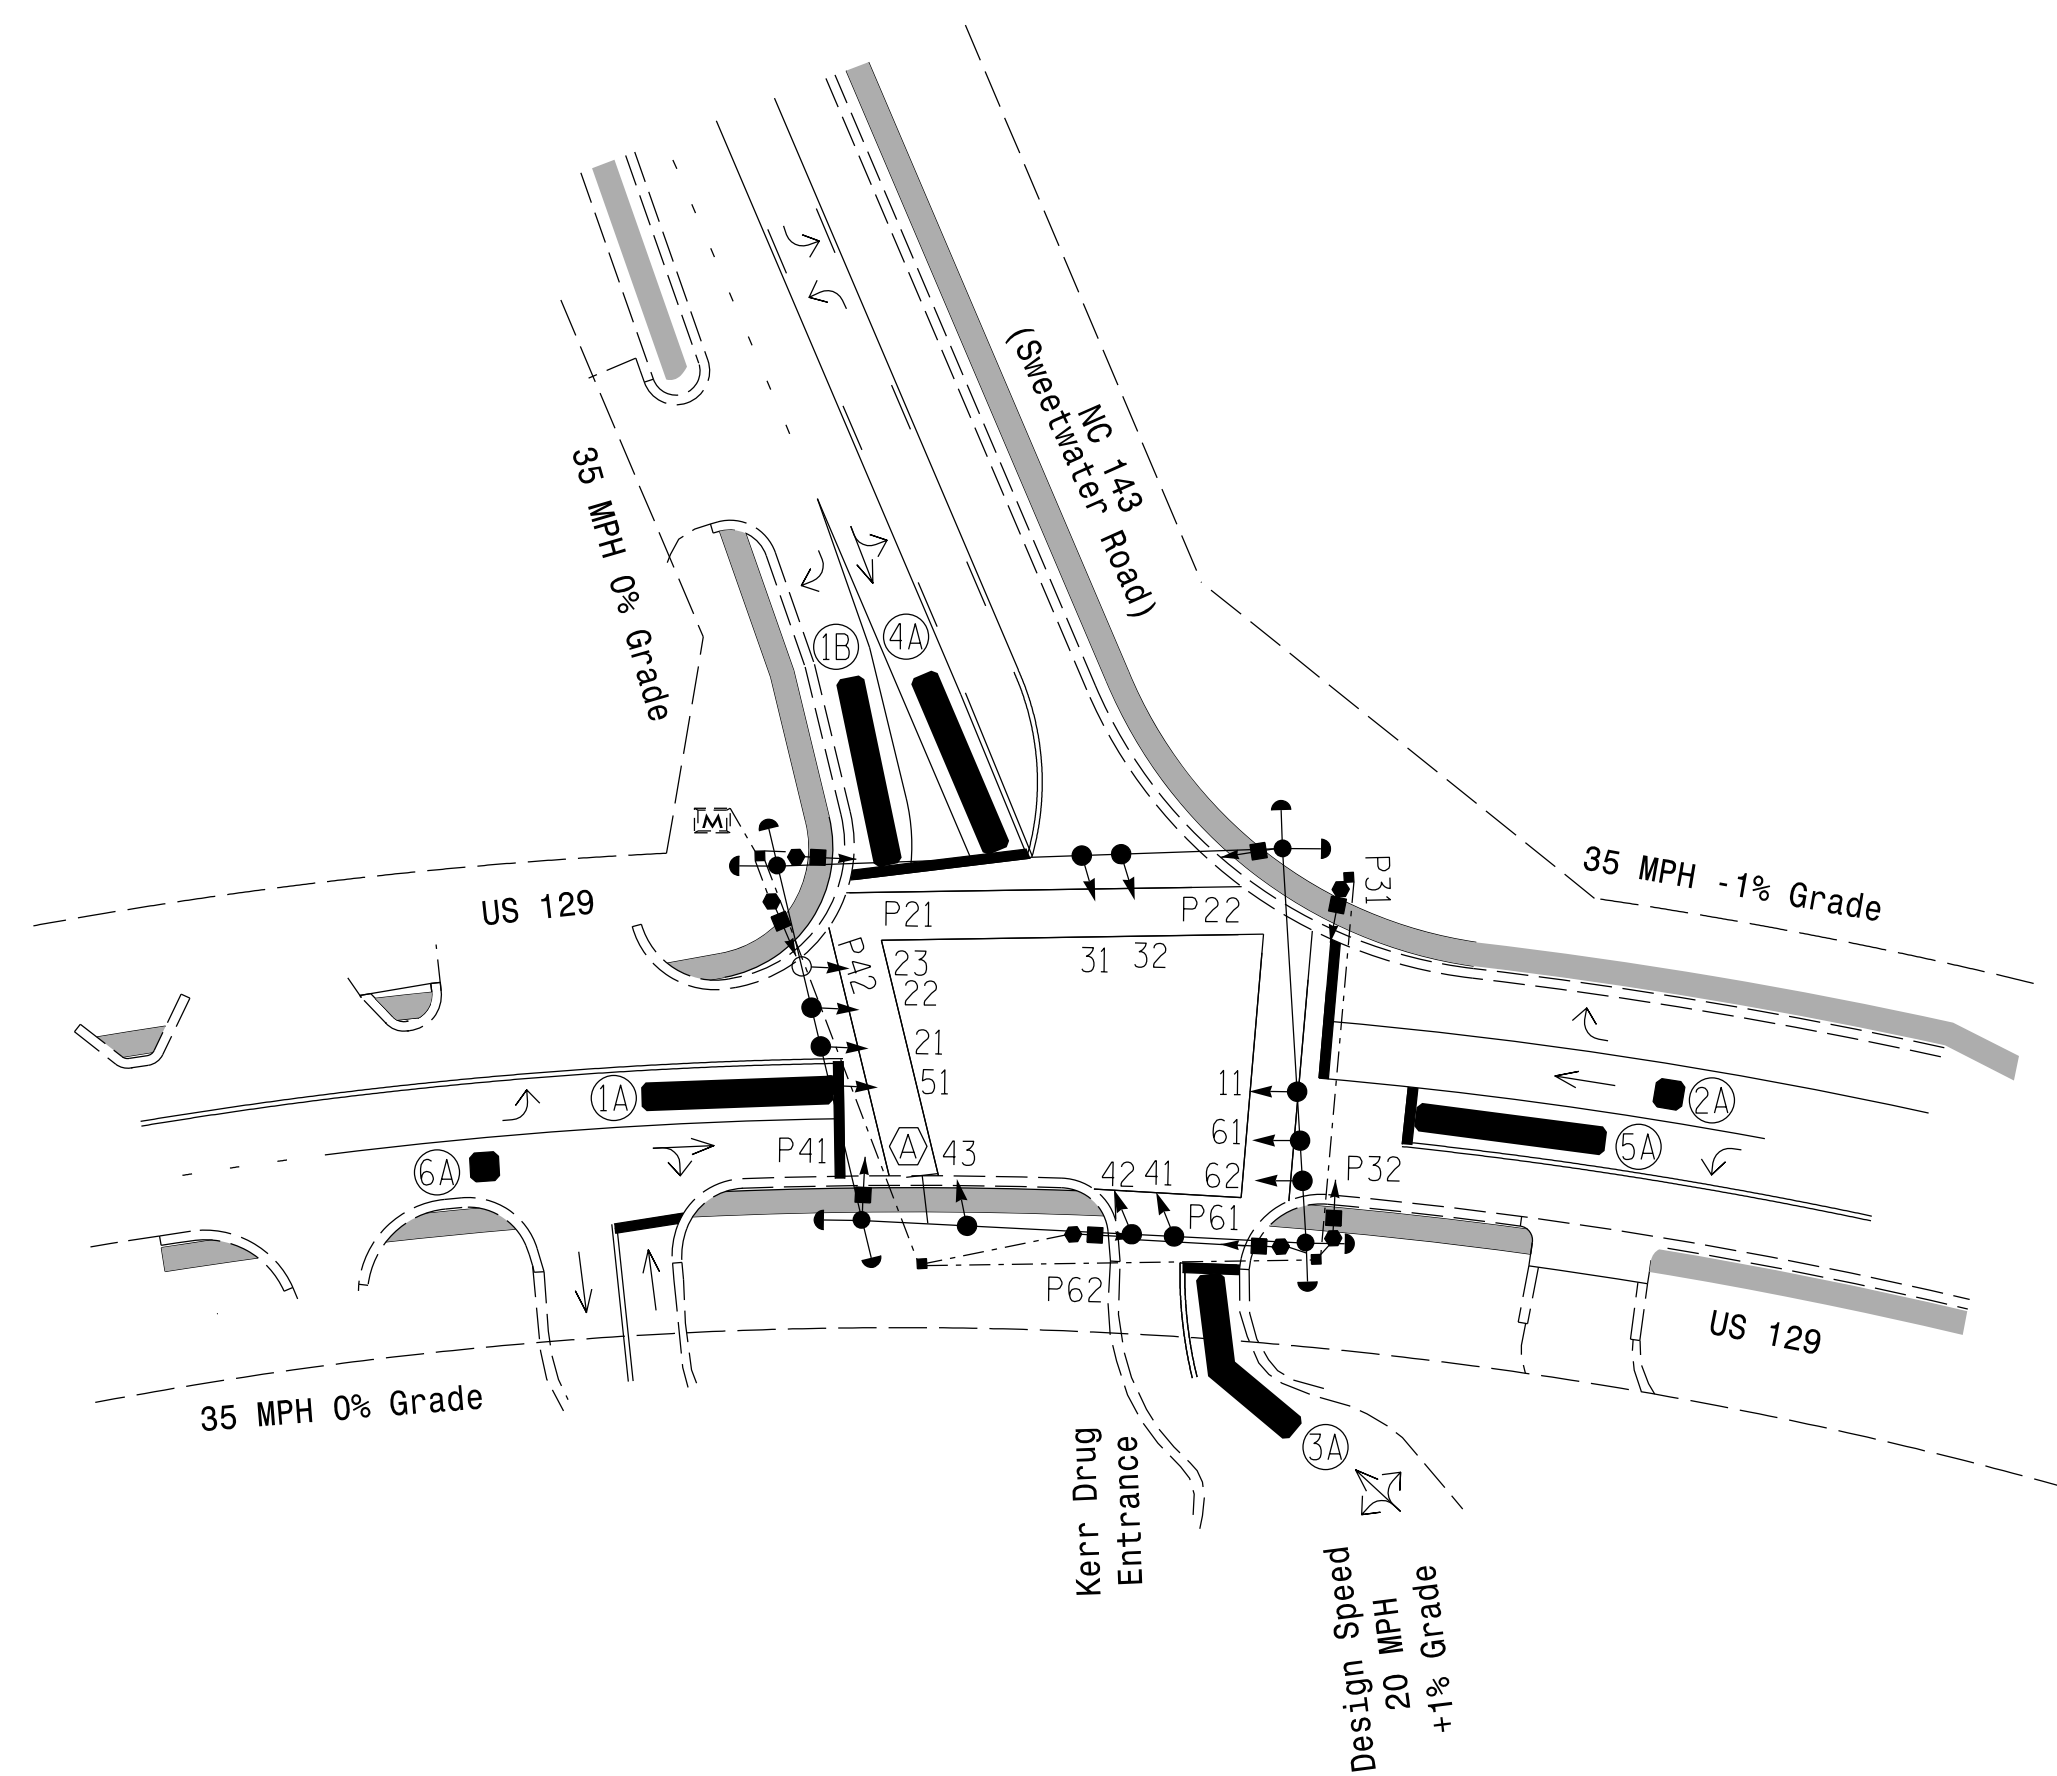 NC 143
(Sweetwater Road)
35 MPH 0% Grade
1B
4A
M
US 129
35 MPH -1% Grade
P31
P21
P22
P42
23
22
21
51
31
32
11
61
62
1A
2A
5A
6A
P41
A
43
42
41
P32
P61
P62
US 129
35 MPH 0% Grade
3A
Kerr Drug
Entrance
Design Speed
20 MPH
+1% Grade